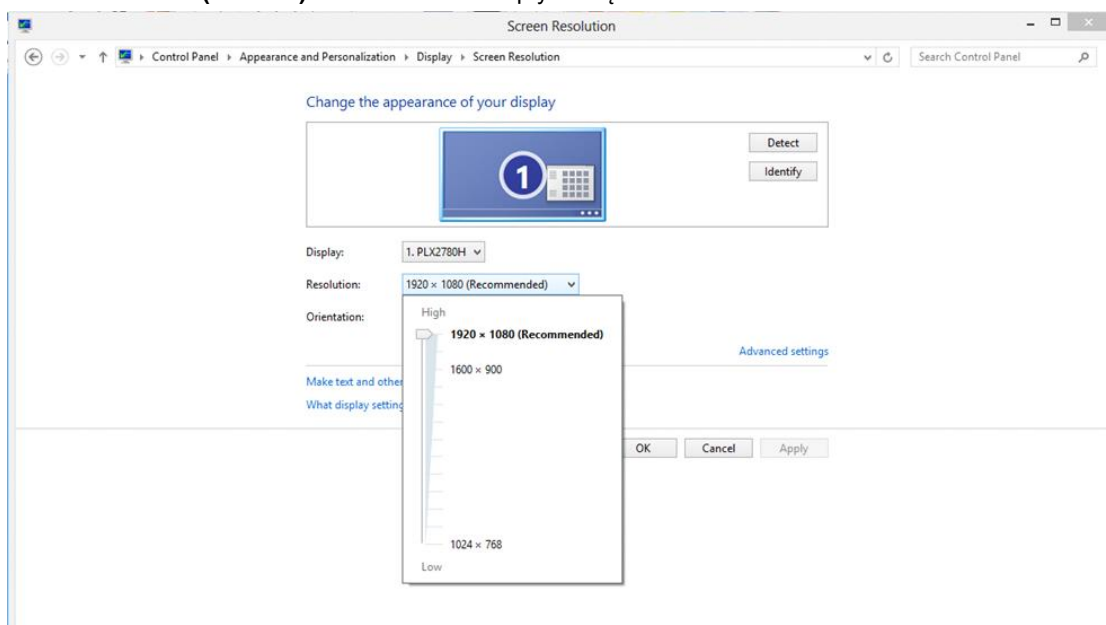 Screen Resolution
Control Panel Appearance and Personalization Display Screen Resolution
Search Control Panel
Change the appearance of your display
1
Detect
Identify
Display: 1. PLX2780H
Resolution: 1920 × 1080 (Recommended)
Orientation:
High
1920 × 1080 (Recommended)
1600 × 900
1024 × 768
Low
Advanced settings
Make text and other
What display setting
OK Cancel Apply